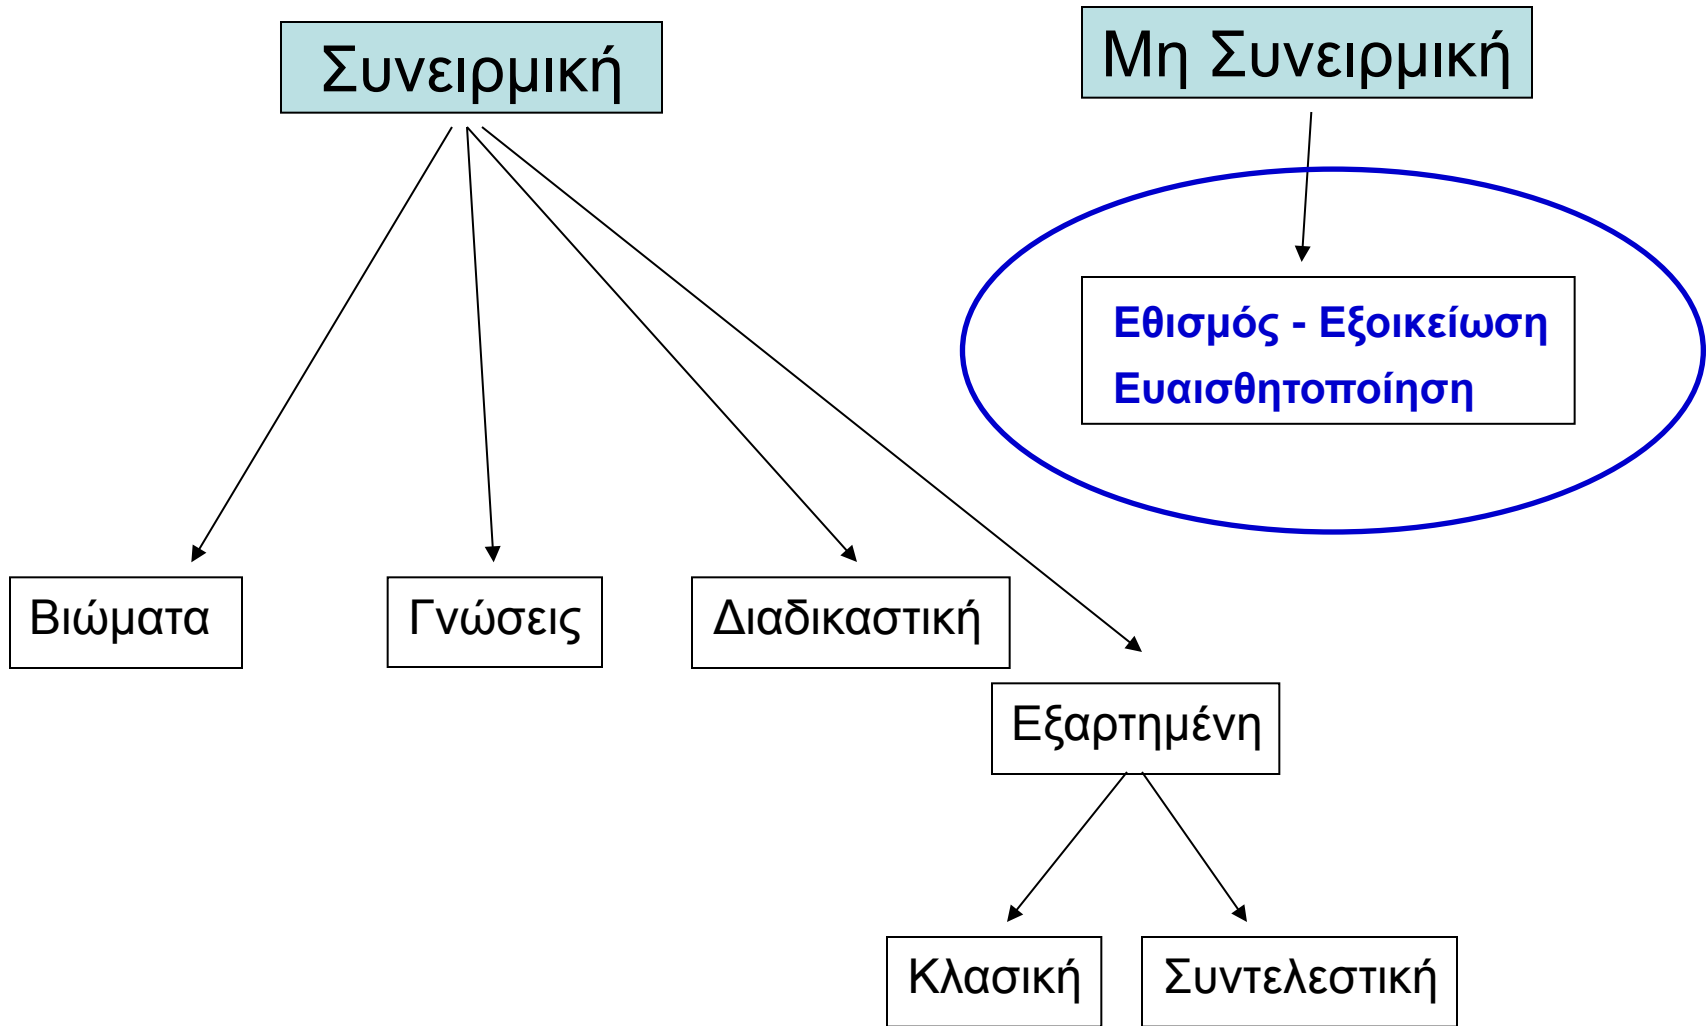 Συνειρμική
Μη Συνειρμική
Εθισμός - Εξοικείωση
Ευαισθητοποίηση
Βιώματα
Γνώσεις
Διαδικαστική
Εξαρτημένη
Κλασική
Συντελεστική